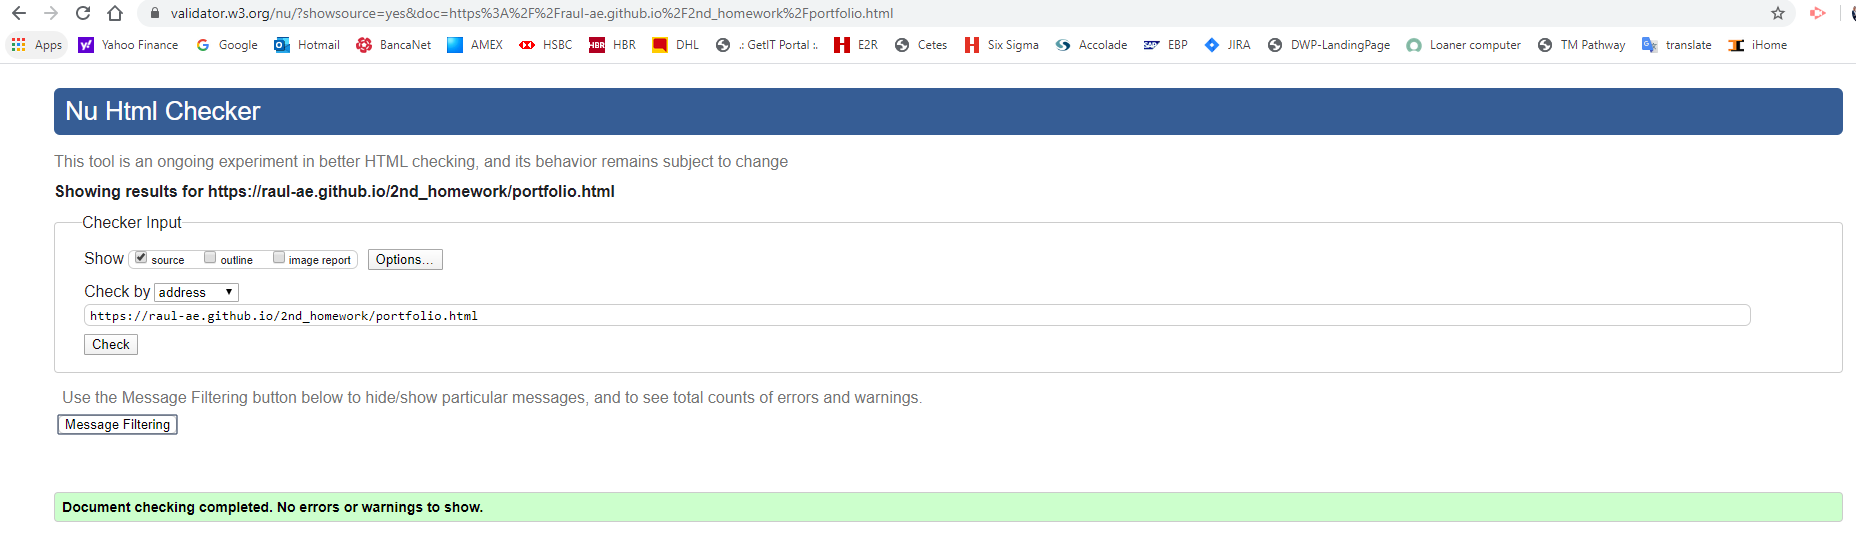 validator.w3.org/nu/?showsource=yes&doc=https%3A%2F%2Fraul-ae.github.io%2F2nd_homework%2Fportfolio.html
Apps Yahoo Finance Google Hotmail BancaNet AMEX HSBC HBR HBR DHL .: GetIT Portal :. E2R Cetes Six Sigma Accolade SAP EBP JIRA DWP-LandingPage Loaner computer TM Pathway translate iHome
Nu Html Checker
This tool is an ongoing experiment in better HTML checking, and its behavior remains subject to change
Showing results for https://raul-ae.github.io/2nd_homework/portfolio.html
Checker Input
Show source outline image report Options...
Check by address
https://raul-ae.github.io/2nd_homework/portfolio.html
Check
Use the Message Filtering button below to hide/show particular messages, and to see total counts of errors and warnings.
Message Filtering
Document checking completed. No errors or warnings to show.